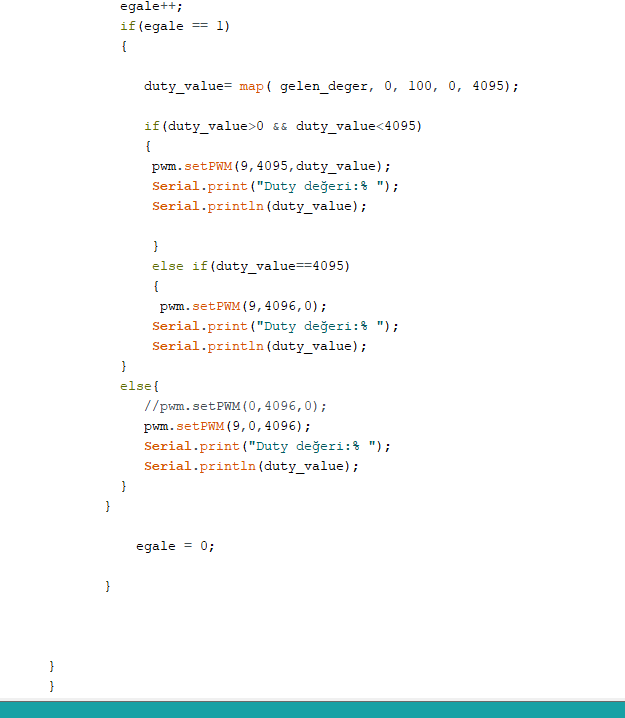 egale++;
if(egale == 1)
{
duty_value= map( gelen_deger, 0, 100, 0, 4095);
if(duty_value>0 && duty_value<4095)
{
pwm.setPWM(9,4095,duty_value);
Serial.print("Duty değeri:% ");
Serial.println(duty_value);
}
else if(duty_value==4095)
{
pwm.setPWM(9,4096,0);
Serial.print("Duty değeri:% ");
Serial.println(duty_value);
}
else{
//pwm.setPWM(0,4096,0);
pwm.setPWM(9,0,4096);
Serial.print("Duty değeri:% ");
Serial.println(duty_value);
}
}
egale = 0;
}
}
}